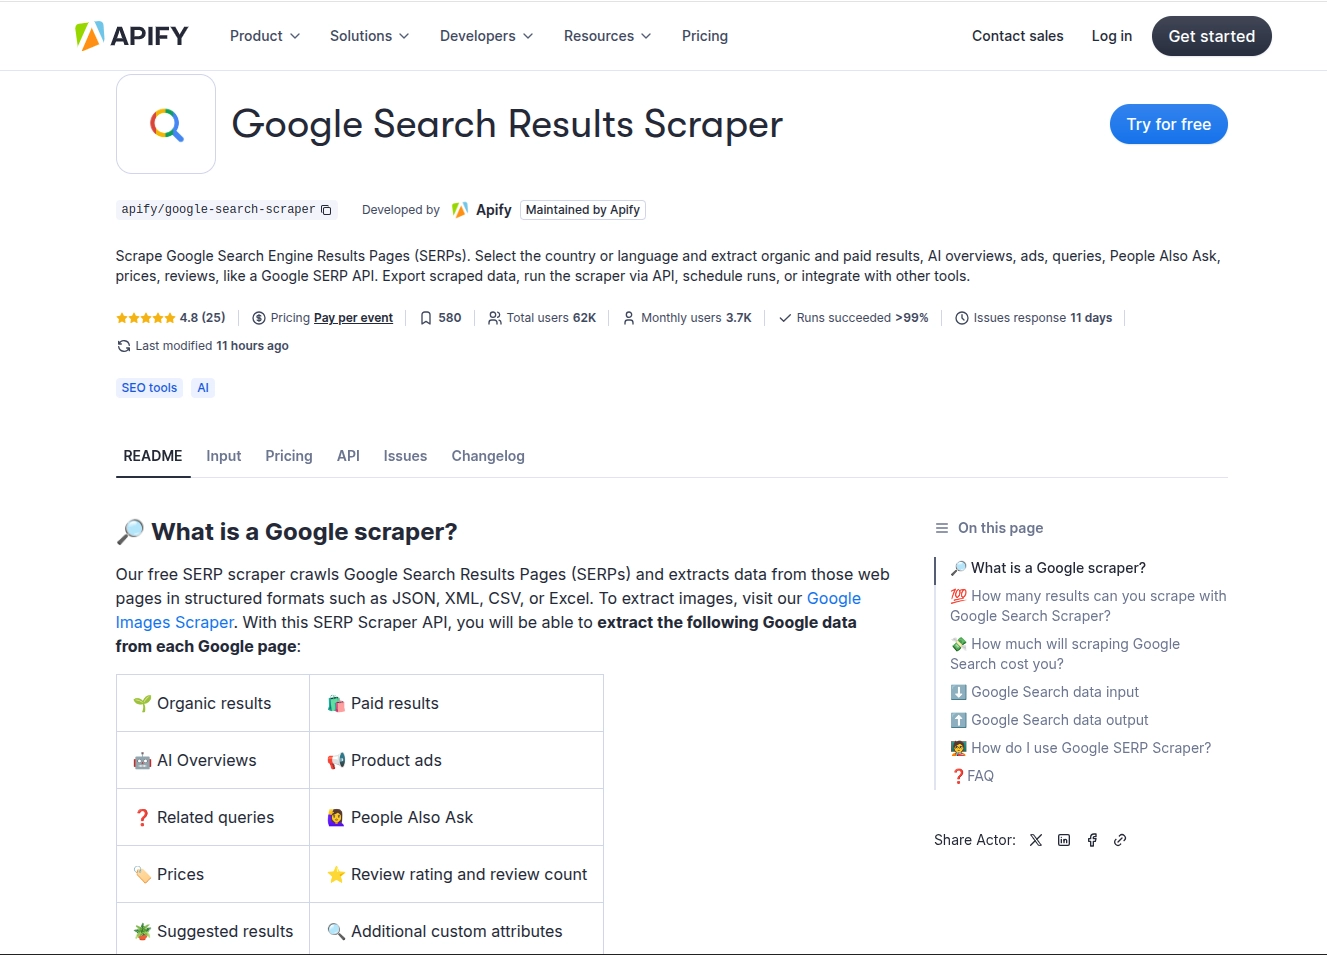 APIFY
Product
Solutions
Developers
Resources
Pricing
Contact sales
Log in
Get started
Google Search Results Scraper
Try for free
apify/google-search-scraper
Developed by
Apify
Maintained by Apify
Scrape Google Search Engine Results Pages (SERPs). Select the country or language and extract organic and paid results, AI overviews, ads, queries, People Also Ask,
prices, reviews, like a Google SERP API. Export scraped data, run the scraper via API, schedule runs, or integrate with other tools.
4.8 (25)
Pricing Pay per event
580
Total users 62K
Monthly users 3.7K
Runs succeeded >99%
Issues response 11 days
Last modified 11 hours ago
SEO tools
AI
README
Input
Pricing
API
Issues
Changelog
🔎 What is a Google scraper?
Our free SERP scraper crawls Google Search Results Pages (SERPs) and extracts data from those web
pages in structured formats such as JSON, XML, CSV, or Excel. To extract images, visit our Google
Images Scraper. With this SERP Scraper API, you will be able to extract the following Google data
from each Google page:
🌱 Organic results
🛍️ Paid results
🤖 AI Overviews
📢 Product ads
❓ Related queries
🙋‍♀️ People Also Ask
🏷️ Prices
⭐ Review rating and review count
🪴 Suggested results
🔍 Additional custom attributes
On this page
🔎 What is a Google scraper?
💯 How many results can you scrape with
Google Search Scraper?
💸 How much will scraping Google
Search cost you?
⬇️ Google Search data input
⬆️ Google Search data output
🧑‍🏫 How do I use Google SERP Scraper?
❓FAQ
Share Actor: